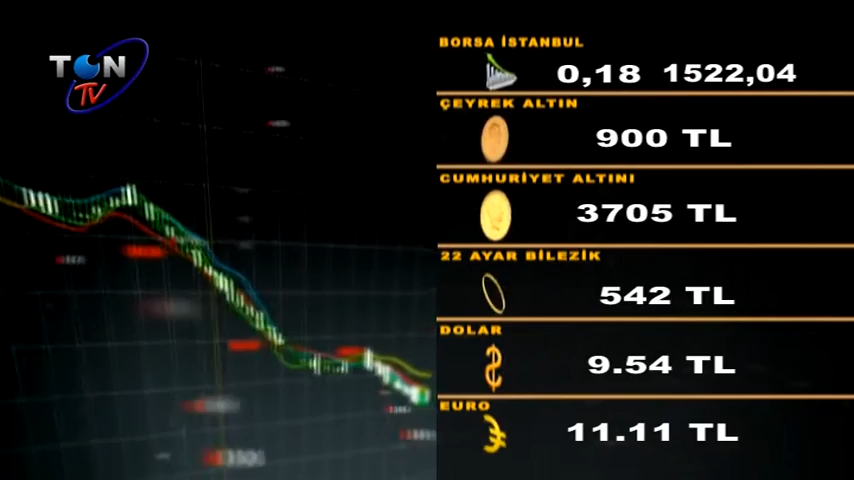 TON
TV
BORSA İSTANBUL
0,18 1522,04
ÇEYREK ALTIN
900 TL
CUMHURİYET ALTINI
3705 TL
22 AYAR BİLEZİK
542 TL
DOLAR
9.54 TL
EURO
11.11 TL